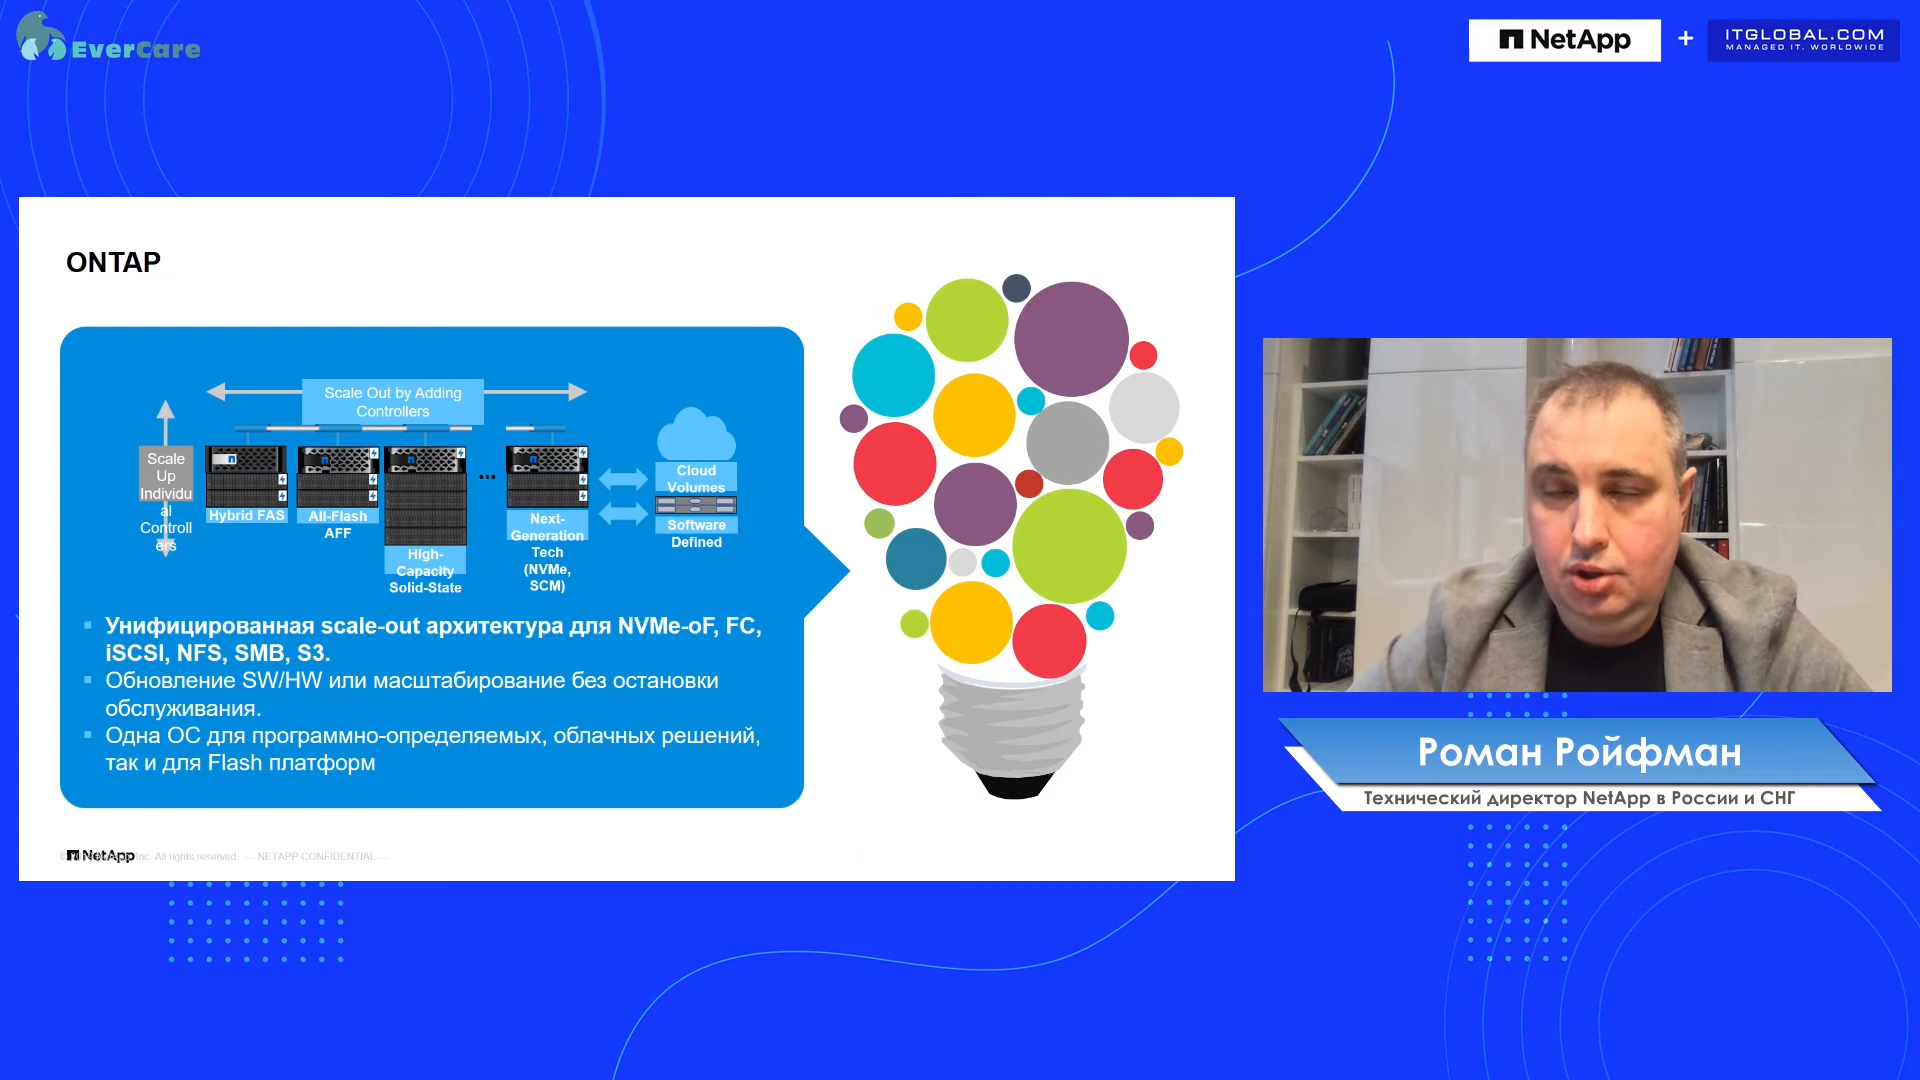 EverCare
NetApp
+
ITGLOBAL.COM
MANAGED IT. WORLDWIDE
ONTAP
Scale Out by Adding
Controllers
Scale
Up
Individu
al
Controll
ers
Hybrid FAS
All-Flash
AFF
High-
Capacity
Solid-State
...
Next-
Generation
Tech
(NVMe,
SCM)
Cloud
Volumes
Software
Defined
Унифицированная scale-out архитектура для NVMe-oF, FC,
iSCSI, NFS, SMB, S3.
Обновление SW/HW или масштабирование без остановки
обслуживания.
Одна ОС для программно-определяемых, облачных решений,
так и для Flash платформ
NetApp
Inc. All rights reserved. — NETAPP CONFIDENTIAL —
Роман Ройфман
Технический директор NetApp в России и СНГ